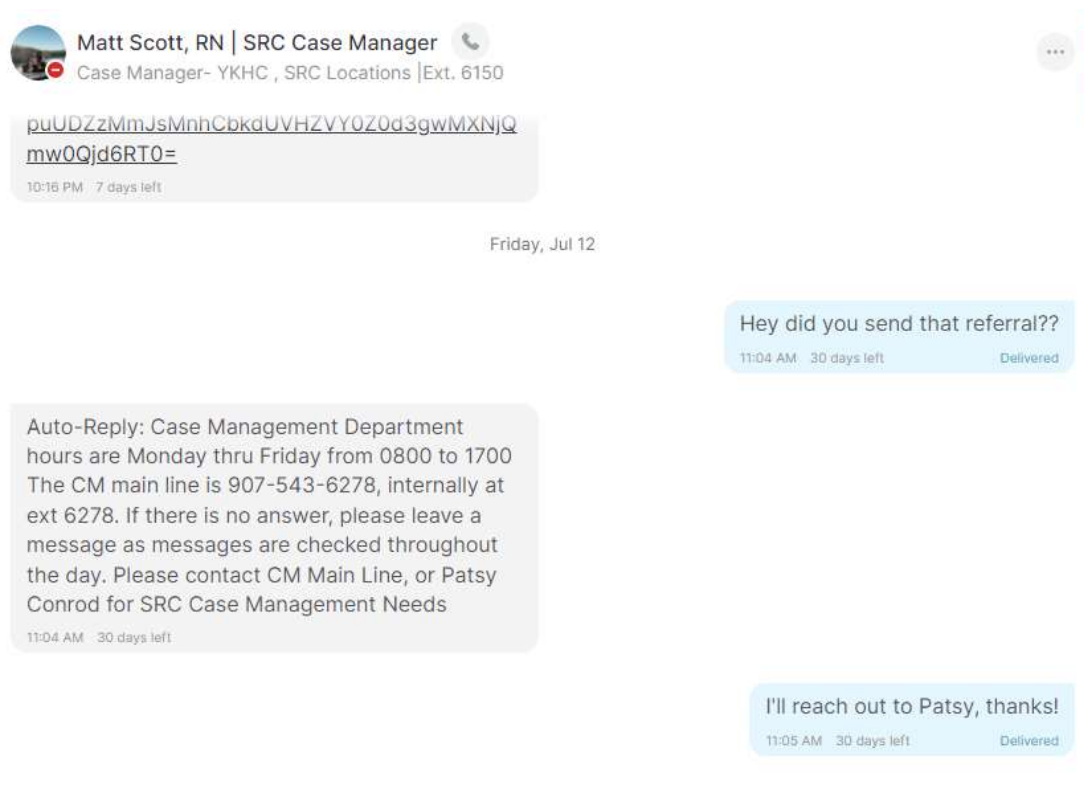 Matt Scott, RN | SRC Case Manager
Case Manager- YKHC , SRC Locations |Ext. 6150
puUDZzMmJsMnhCbkdUVHZVY0Z0d3gwMXNjQ
mw0Qjd6RT0=
10:16 PM 7 days left
Friday, Jul 12
Hey did you send that referral??
11:04 AM 30 days left Delivered
Auto-Reply: Case Management Department
hours are Monday thru Friday from 0800 to 1700
The CM main line is 907-543-6278, internally at
ext 6278. If there is no answer, please leave a
message as messages are checked throughout
the day. Please contact CM Main Line, or Patsy
Conrod for SRC Case Management Needs
11:04 AM 30 days left
I'll reach out to Patsy, thanks!
11:05 AM 30 days left Delivered